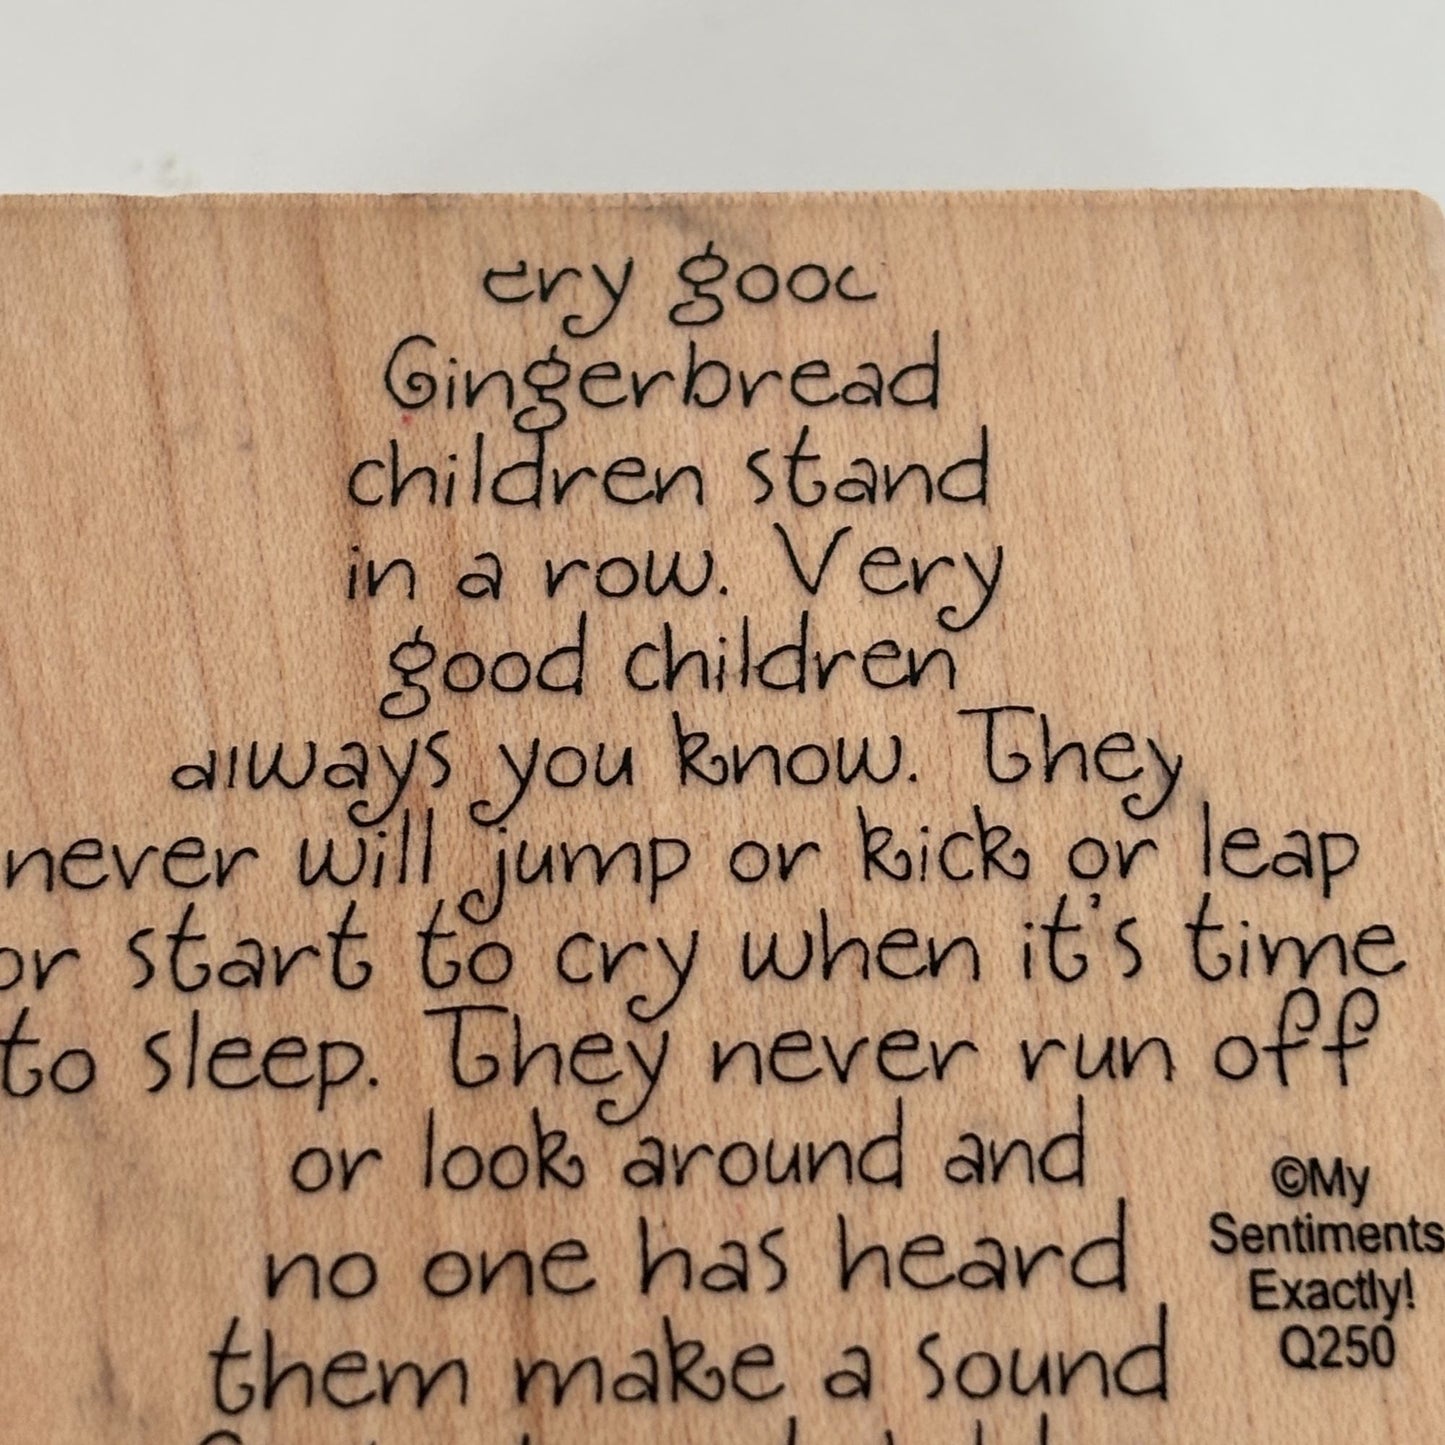 ery good
Gingerbread
children stand
in a row. Very
good children
always you know. They
never will jump or kick or leap
or start to cry when it's time
to sleep. They never run off
or look around and
no one has heard
them make a sound
©My
Sentiments
Exactly!
Q250